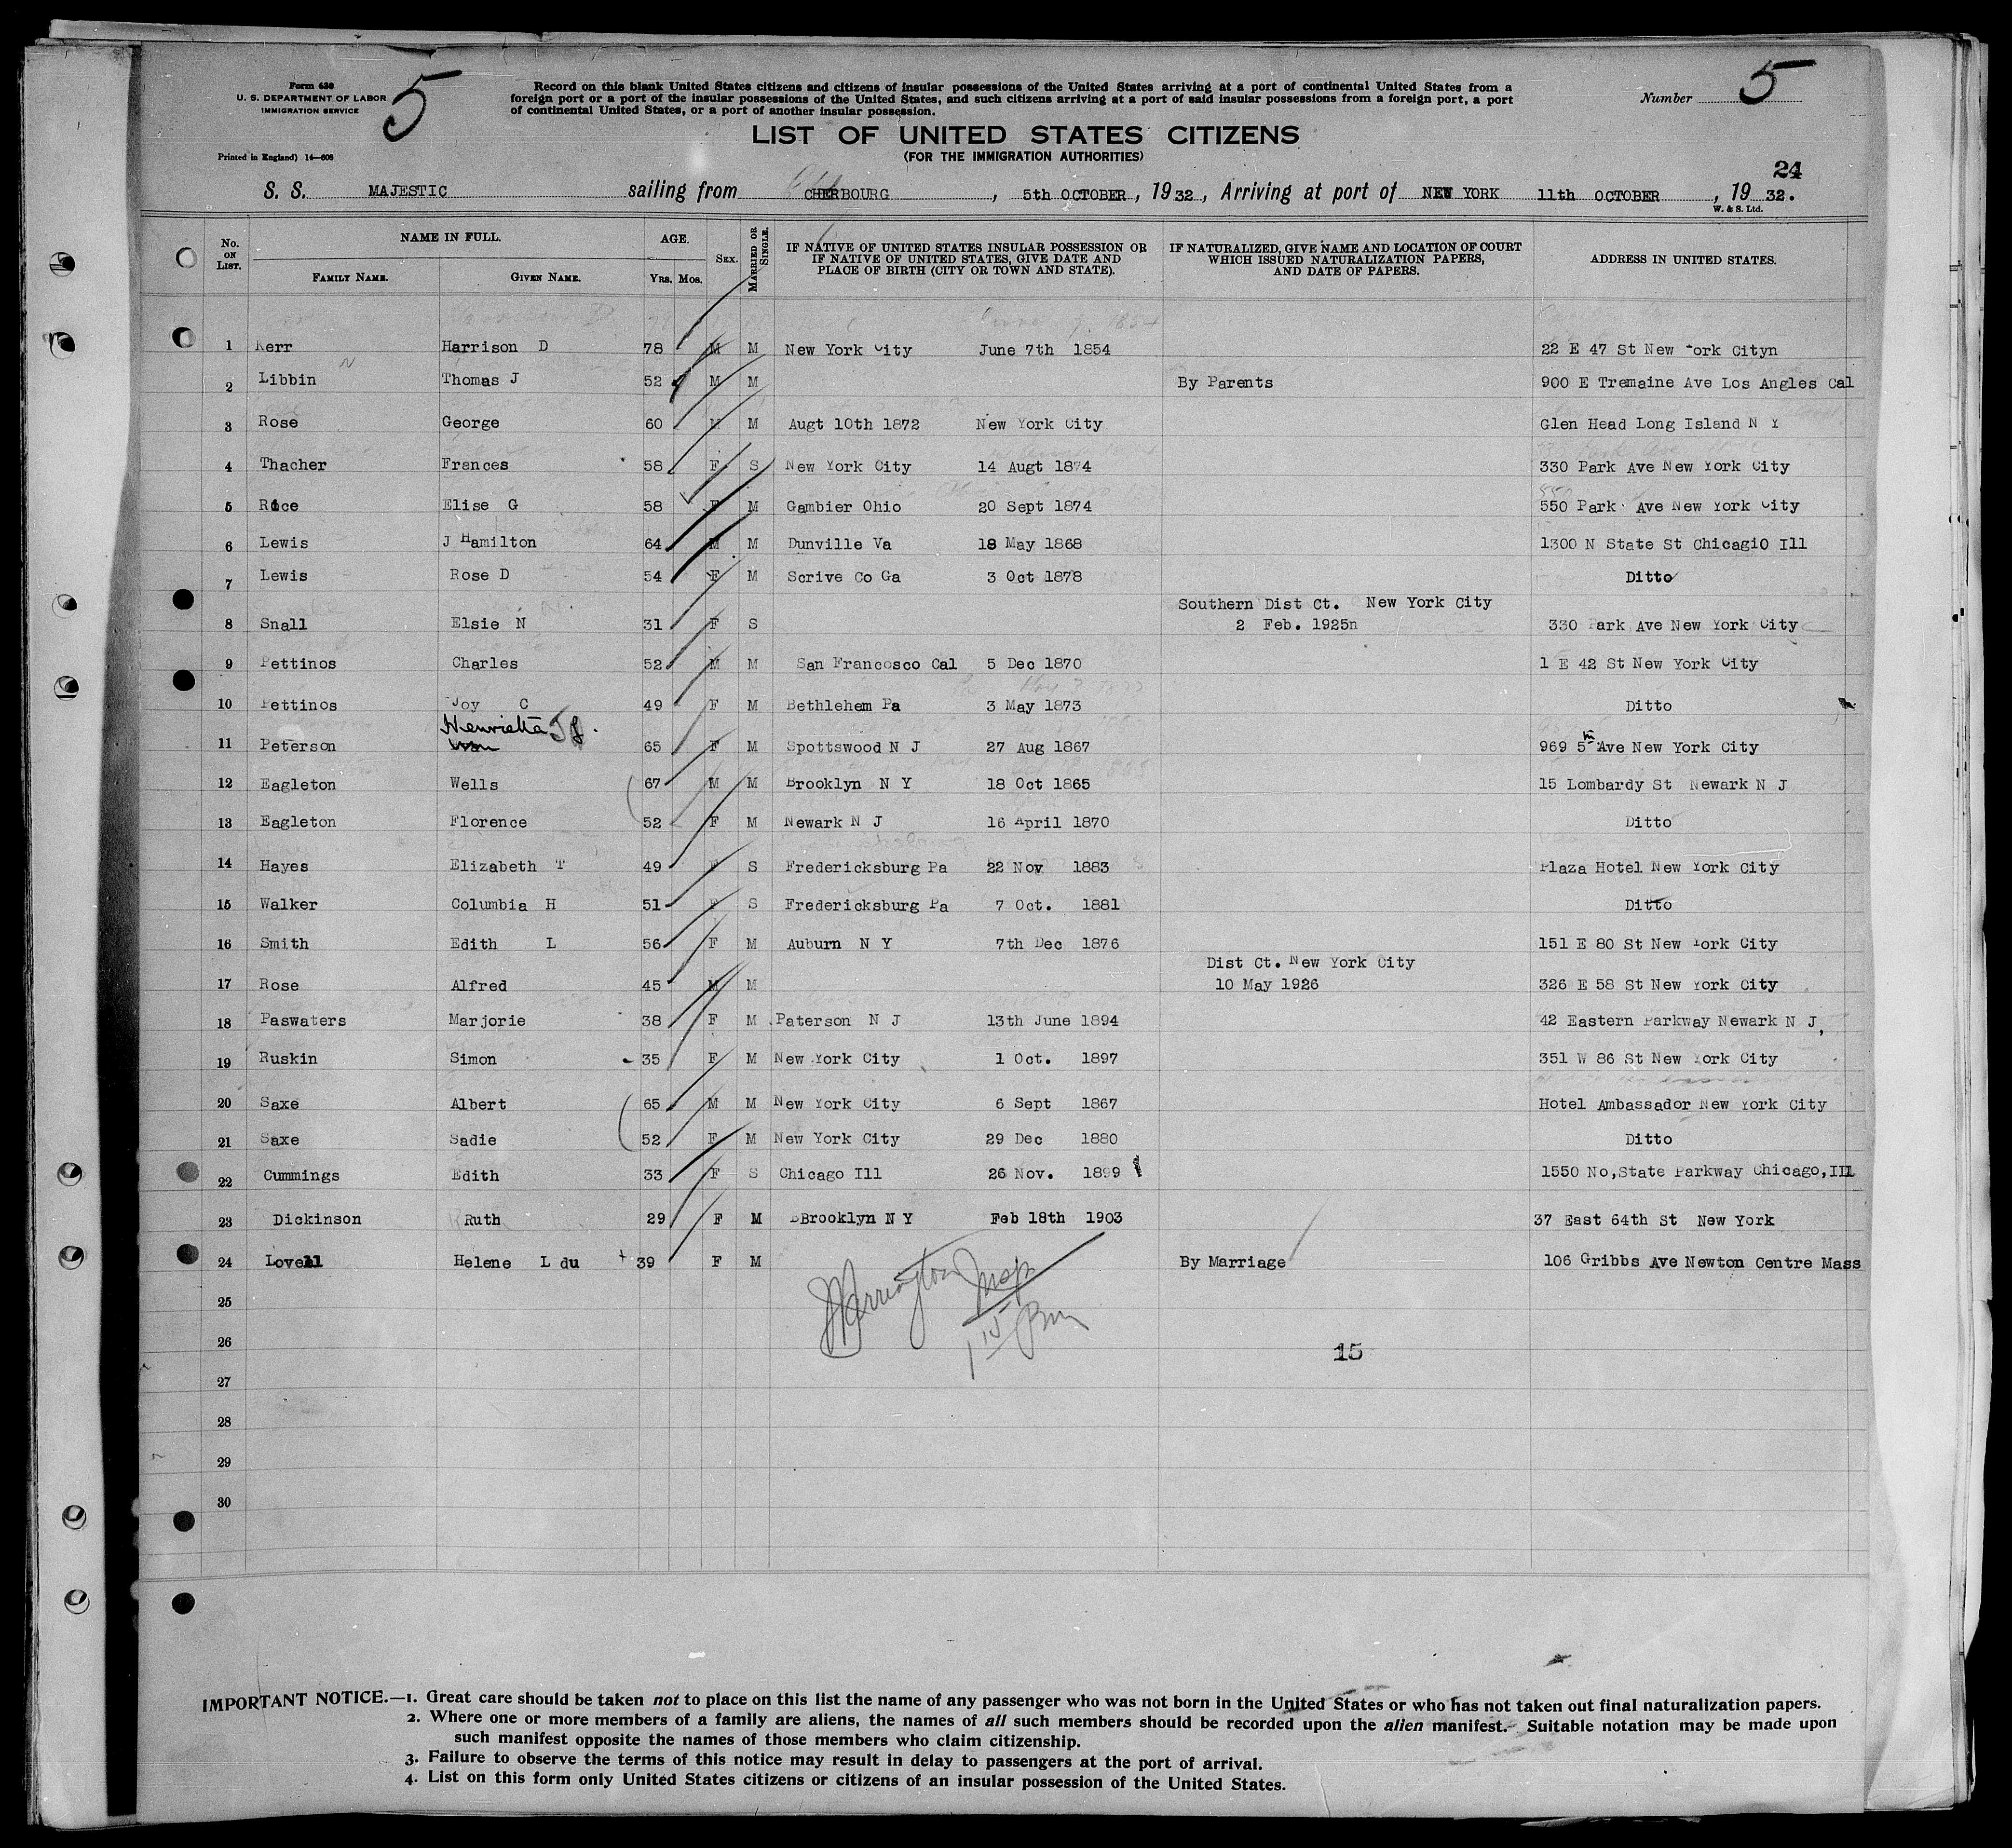 Form 630
U. S. DEPARTMENT OF LABOR
IMMIGRATION SERVICE
5
Record on this blank United States citizens and citizens of insular possessions of the United States arriving at a port of continental United States from a
foreign port or a port of the insular possessions of the United States, and such citizens arriving at a port of said insular possessions from a foreign port, a port
of continental United States, or a port of another insular possession.
Number 5
LIST OF UNITED STATES CITIZENS
(FOR THE IMMIGRATION AUTHORITIES)
Printed in England) 14—608
24
S. S. MAJESTIC sailing from CHERBOURG, 5th OCTOBER, 1932, Arriving at port of NEW YORK 11th OCTOBER, 1932.
W. & S. Ltd.
No. ON LIST.
NAME IN FULL.
FAMILY NAME. GIVEN NAME.
AGE.
Yrs. Mos.
SEX.
MARRIED OR SINGLE.
IF NATIVE OF UNITED STATES INSULAR POSSESSION OR
IF NATIVE OF UNITED STATES, GIVE DATE AND
PLACE OF BIRTH (CITY OR TOWN AND STATE).
IF NATURALIZED, GIVE NAME AND LOCATION OF COURT
WHICH ISSUED NATURALIZATION PAPERS,
AND DATE OF PAPERS.
ADDRESS IN UNITED STATES.
1 Kerr Harrison D 78 M M New York City June 7th 1854 22 E 47 St New York Cityn
2 Libbin Thomas J 52 M M By Parents 900 E Tremaine Ave Los Angles Cal
3 Rose George 60 M M Augt 10th 1872 New York City Glen Head Long Island N Y
4 Thacher Frances 58 F S New York City 14 Augt 1874 330 Park Ave New York City
5 Rice Elise G 58 F M Gambier Ohio 20 Sept 1874 550 Park Ave New York City
6 Lewis J Hamilton 64 M M Dunville Va 18 May 1868 1300 N State St ChicagiO Ill
7 Lewis Rose D 54 F M Scrive Co Ga 3 Oct 1878 Ditto
Southern Dist Ct. New York City
8 Snall Elsie N 31 F S 2 Feb. 1925n 330 Park Ave New York City
9 Pettinos Charles 52 M M San Francosco Cal 5 Dec 1870 1 E 42 St New York City
10 Pettinos Joy C 49 F M Bethlehem Pa 3 May 1873 Ditto
Henrietta
11 Peterson 65 F M Spottswood N J 27 Aug 1867 969 5th Ave New York City
12 Eagleton Wells 67 M M Brooklyn N Y 18 Oct 1865 15 Lombardy St Newark N J
13 Eagleton Florence 52 F M Newark N J 16 April 1870 Ditto
14 Hayes Elizabeth T 49 F S Fredericksburg Pa 22 Nov 1883 Plaza Hotel New York City
15 Walker Columbia H 51 F S Fredericksburg Pa 7 Oct. 1881 Ditto
16 Smith Edith L 56 F M Auburn N Y 7th Dec 1876 151 E 80 St New York City
Dist Ct. New York City
17 Rose Alfred 45 M M 10 May 1926 326 E 58 St New York City
18 Paswaters Marjorie 38 F M Paterson N J 13th June 1894 42 Eastern Parkway Newark N J,
19 Ruskin Simon 35 F M New York City 1 Oct. 1897 351 W 86 St New York City
20 Saxe Albert 65 M M New York City 6 Sept 1867 Hotel Ambassador New York City
21 Saxe Sadie 52 F M New York City 29 Dec 1880 Ditto
22 Cummings Edith 33 F S Chicago Ill 26 Nov. 1899 1550 No,State Parkway Chicago,Ill
23 Dickinson Ruth 29 F M Brooklyn N Y Feb 18th 1903 37 East 64th St New York
24 Lovell Helene L du 39 F M By Marriage 106 Gribbs Ave Newton Centre Mass
25
Insp
26
15
27
28
29
30
IMPORTANT NOTICE.—1. Great care should be taken not to place on this list the name of any passenger who was not born in the United States or who has not taken out final naturalization papers.
2. Where one or more members of a family are aliens, the names of all such members should be recorded upon the alien manifest. Suitable notation may be made upon
such manifest opposite the names of those members who claim citizenship.
3. Failure to observe the terms of this notice may result in delay to passengers at the port of arrival.
4. List on this form only United States citizens or citizens of an insular possession of the United States.